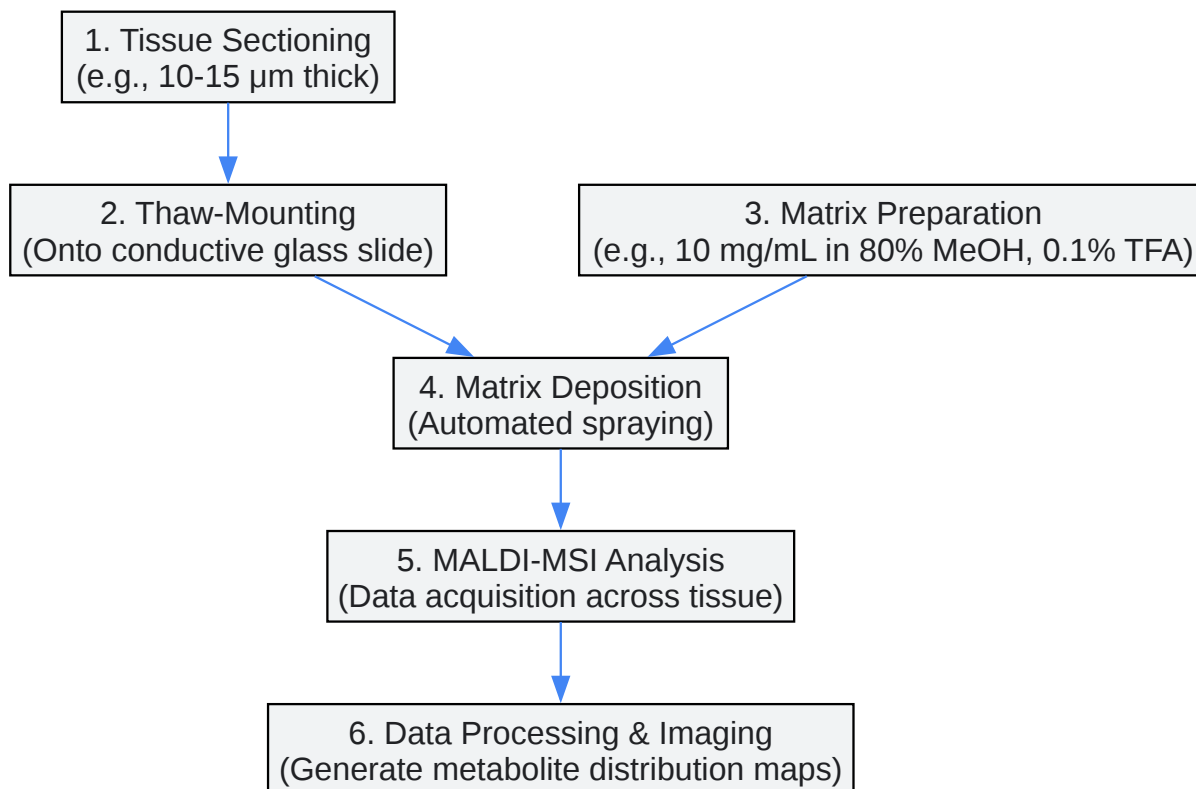 1. Tissue Sectioning
(e.g., 10-15 μm thick)
2. Thaw-Mounting
(Onto conductive glass slide)
3. Matrix Preparation
(e.g., 10 mg/mL in 80% MeOH, 0.1% TFA)
4. Matrix Deposition
(Automated spraying)
5. MALDI-MSI Analysis
(Data acquisition across tissue)
6. Data Processing & Imaging
(Generate metabolite distribution maps)